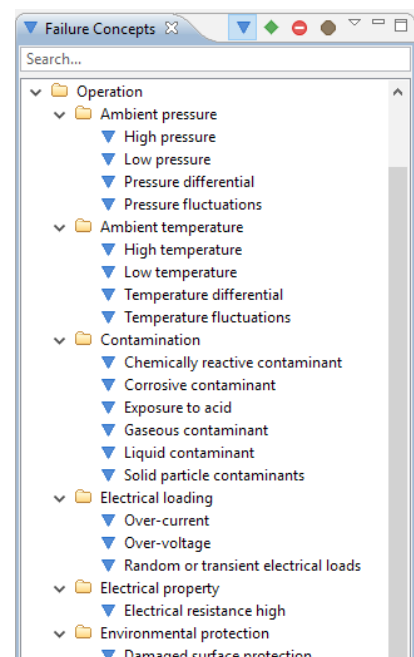 Failure Concepts
Search...
Operation
Ambient pressure
High pressure
Low pressure
Pressure differential
Pressure fluctuations
Ambient temperature
High temperature
Low temperature
Temperature differential
Temperature fluctuations
Contamination
Chemically reactive contaminant
Corrosive contaminant
Exposure to acid
Gaseous contaminant
Liquid contaminant
Solid particle contaminants
Electrical loading
Over-current
Over-voltage
Random or transient electrical loads
Electrical property
Electrical resistance high
Environmental protection
Damaged surface protection